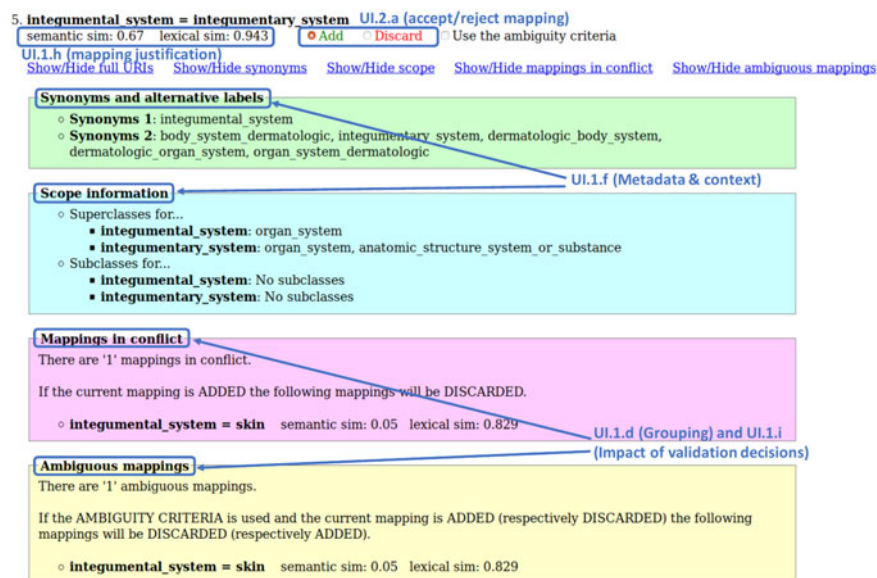 5. integumental_system = integumentary_system UI.2.a (accept/reject mapping)
semantic sim: 0.67 lexical sim: 0.943 Add Discard Use the ambiguity criteria
UI.1.h (mapping justification)
Show/Hide full URIs Show/Hide synonyms Show/Hide scope Show/Hide mappings in conflict Show/Hide ambiguous mappings
Synonyms and alternative labels
Synonyms 1: integumental_system
Synonyms 2: body_system_dermatologic, integumentary_system, dermatologic_body_system,
dermatologic_organ_system, organ_system_dermatologic
UI.1.f (Metadata & context)
Scope information
Superclasses for...
integumental_system: organ_system
integumentary_system: organ_system, anatomic_structure_system_or_substance
Subclasses for...
integumental_system: No subclasses
integumentary_system: No subclasses
Mappings in conflict
There are '1' mappings in conflict.
If the current mapping is ADDED the following mappings will be DISCARDED.
integumental_system = skin semantic sim: 0.05 lexical sim: 0.829
UI.1.d (Grouping) and UI.1.i
(Impact of validation decisions)
Ambiguous mappings
There are '1' ambiguous mappings.
If the AMBIGUITY CRITERIA is used and the current mapping is ADDED (respectively DISCARDED) the following
mappings will be DISCARDED (respectively ADDED).
integumental_system = skin semantic sim: 0.05 lexical sim: 0.829